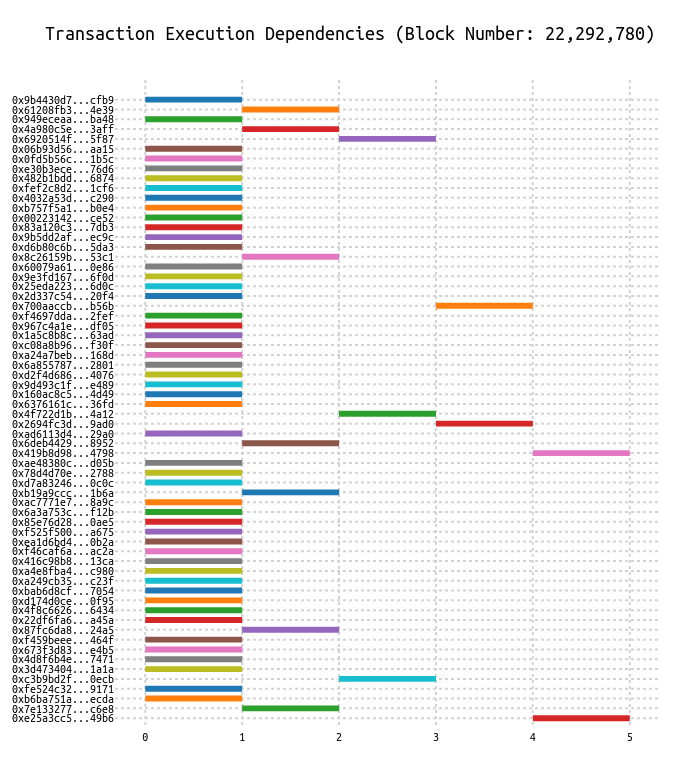 Transaction Execution Dependencies (Block Number: 22,292,780)
0x9b4430d7...cfb9
0x61208fb3...4e39
0x949eceaa...ba48
0x4a980c5e...3aff
0x6920514f...5f87
0x06b93d56...aa15
0x0fd5b56c...1b5c
0xe30b3ece...76d6
0x482b1bdd...6874
0xfef2c8d2...1cf6
0x4032a53d...c290
0xb757f5a1...b0e4
0x00223142...ce52
0x83a120c3...7db3
0x9b5dd2af...ec9c
0xd6b80c6b...5da3
0x8c26159b...53c1
0x60079a61...0e86
0x9e3fd167...6f0d
0x25eda223...6d0c
0x2d337c54...20f4
0x700aaccb...b56b
0xf4697dda...2fef
0x967c4a1e...df05
0x1a5c8b8c...63ad
0xc08a8b96...f30f
0xa24a7beb...168d
0x6a855787...2801
0xd2f4d686...4076
0x9d493c1f...e489
0x160ac8c5...4d49
0x6376161c...36fd
0x4f722d1b...4a12
0x2694fc3d...9ad0
0xad6113d4...29a0
0x6deb4429...8952
0x419b8d98...4798
0xae48380c...d05b
0x78d4d70e...2788
0xd7a83246...0c0c
0xb19a9ccc...1b6a
0xac7771e7...8a9c
0x6a3a753c...f12b
0x85e76d28...0ae5
0xf525f500...a675
0xea1d6bd4...0b2a
0xf46caf6a...ac2a
0x416c98b8...13ca
0xa4e8fba4...c980
0xa249cb35...c23f
0xbab6d8cf...7054
0xd174d0ce...0f95
0x4f8c6626...6434
0x22df6fa6...a45a
0x87fc6da8...24a5
0xf459beee...464f
0x673f3d83...e4b5
0x4d8f6b4e...7471
0x3d473404...1a1a
0xc3b9bd2f...0ecb
0xfe524c32...9171
0xb6ba751a...ecda
0x7e133277...c6e8
0xe25a3cc5...49b6
0 1 2 3 4 5